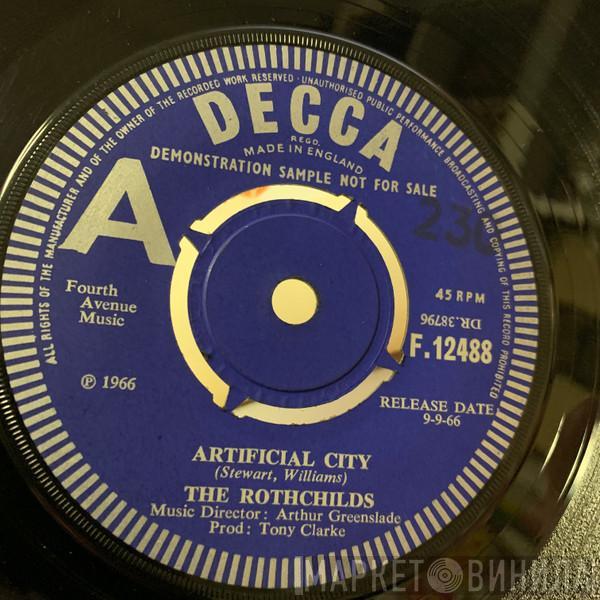 ALL RIGHTS OF THE MANUFACTURER AND OF THE OWNER OF THE RECORDED WORK RESERVED · UNAUTHORISED PUBLIC PERFORMANCE BROADCASTING AND COPYING OF THIS RECORD PROHIBITED
DECCA
REGD.
MADE IN ENGLAND
DEMONSTRATION SAMPLE NOT FOR SALE
A
Fourth
Avenue
Music
℗ 1966
45 RPM
DR.38796
F.12488
RELEASE DATE
9-9-66
ARTIFICIAL CITY
(Stewart, Williams)
THE ROTHCHILDS
Music Director: Arthur Greenslade
Prod: Tony Clarke
МАРКЕТ ВИНИЛА